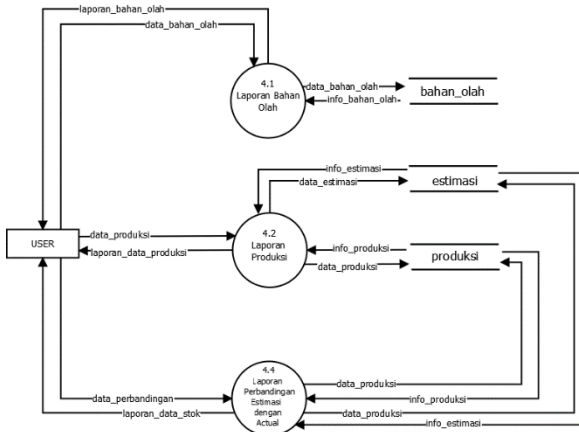 laporan_bahan_olah
data_bahan_olah
4.1
Laporan Bahan
Olah
data_bahan_olah
info_bahan_olah
bahan_olah
info_estimasi
data_estimasi
estimasi
USER
data_produksi
laporan_data_produksi
4.2
Laporan
Produksi
info_produksi
data_produksi
produksi
data_perbandingan
laporan_data_stok
4.4
Laporan
Perbandingan
Estimasi
dengan
Actual
data_produksi
info_produksi
data_produksi
info_estimasi